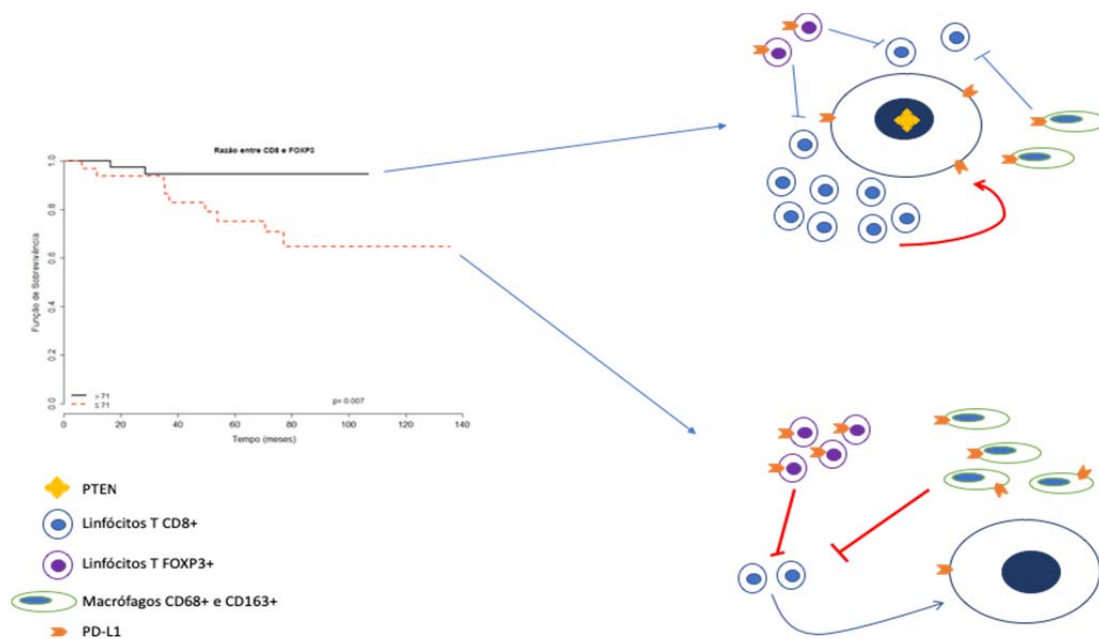 Razão entre CD8 e FOXP3
Função de Sobrevivência
1.0
0.8
0.6
0.4
0.2
0.0
> 71
≤ 71
p= 0.007
0 20 40 60 80 100 120 140
Tempo (meses)
PTEN
Linfócitos T CD8+
Linfócitos T FOXP3+
Macrófagos CD68+ e CD163+
PD-L1